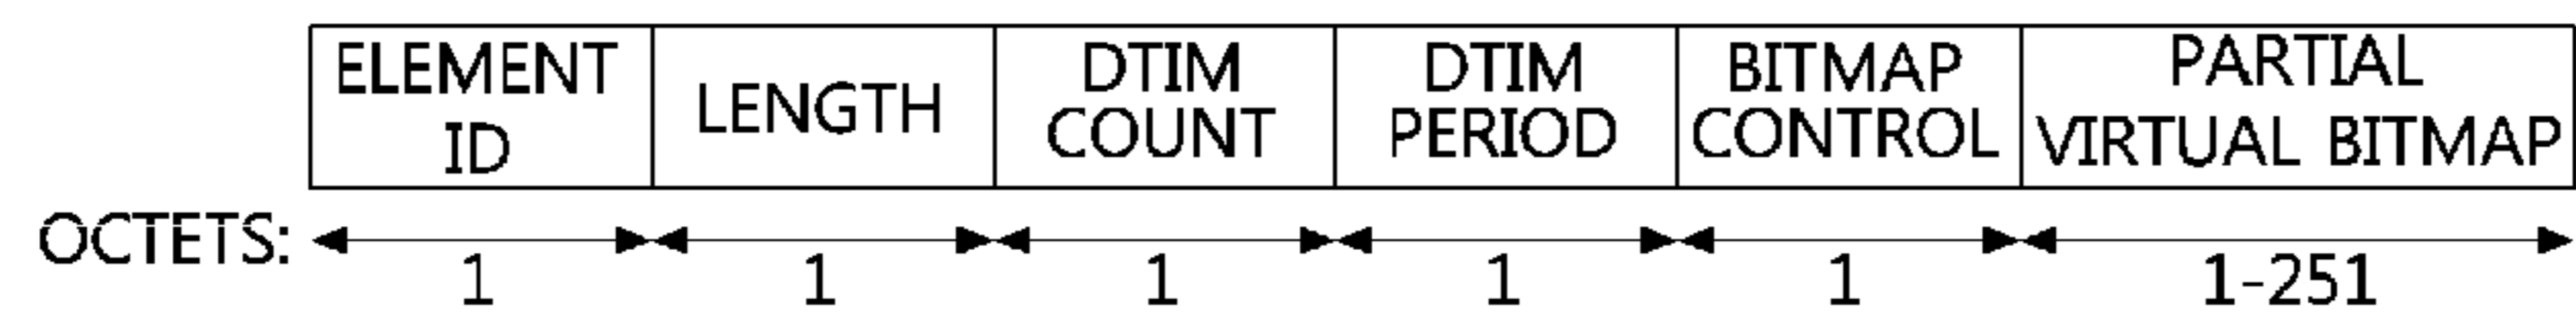 ELEMENT ID
LENGTH
DTIM COUNT
DTIM PERIOD
BITMAP CONTROL
PARTIAL VIRTUAL BITMAP
OCTETS: 1 1 1 1 1 1-251